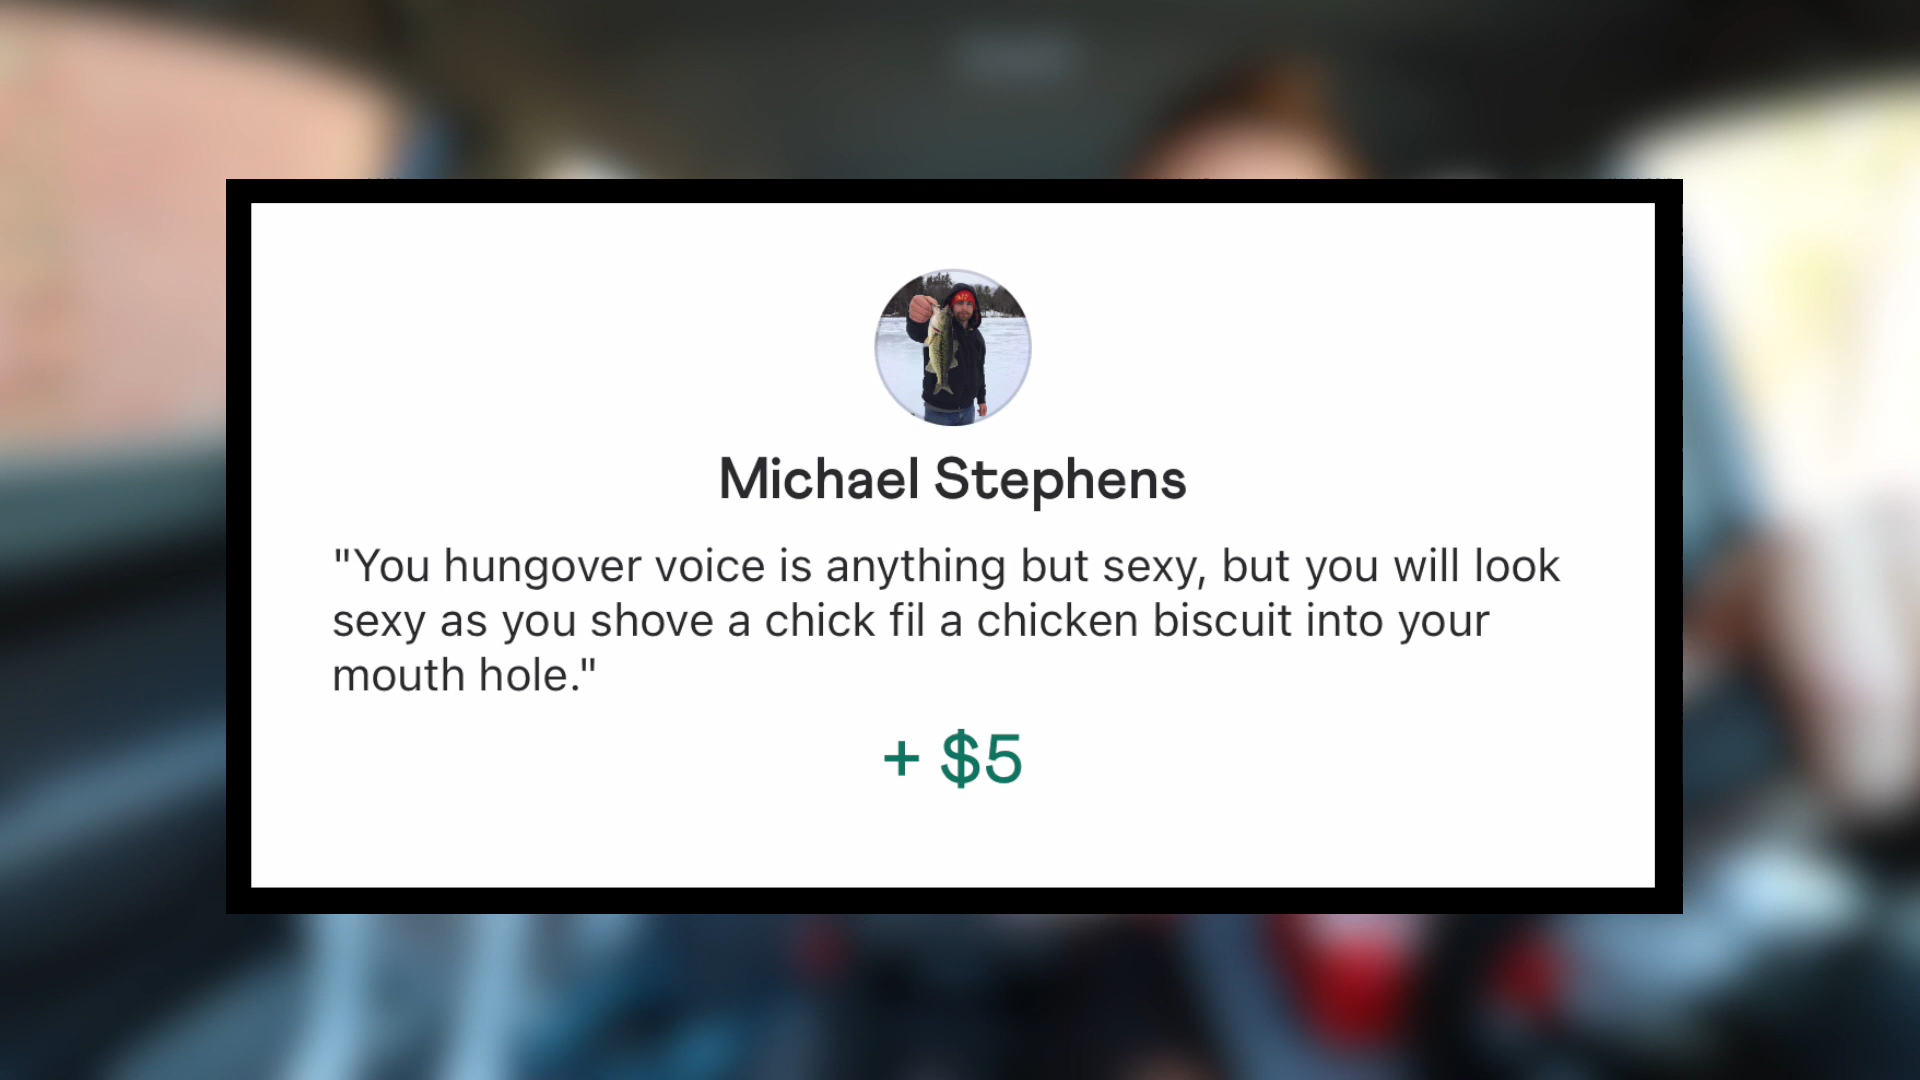 Michael Stephens
"You hungover voice is anything but sexy, but you will look
sexy as you shove a chick fil a chicken biscuit into your
mouth hole."
+ $5